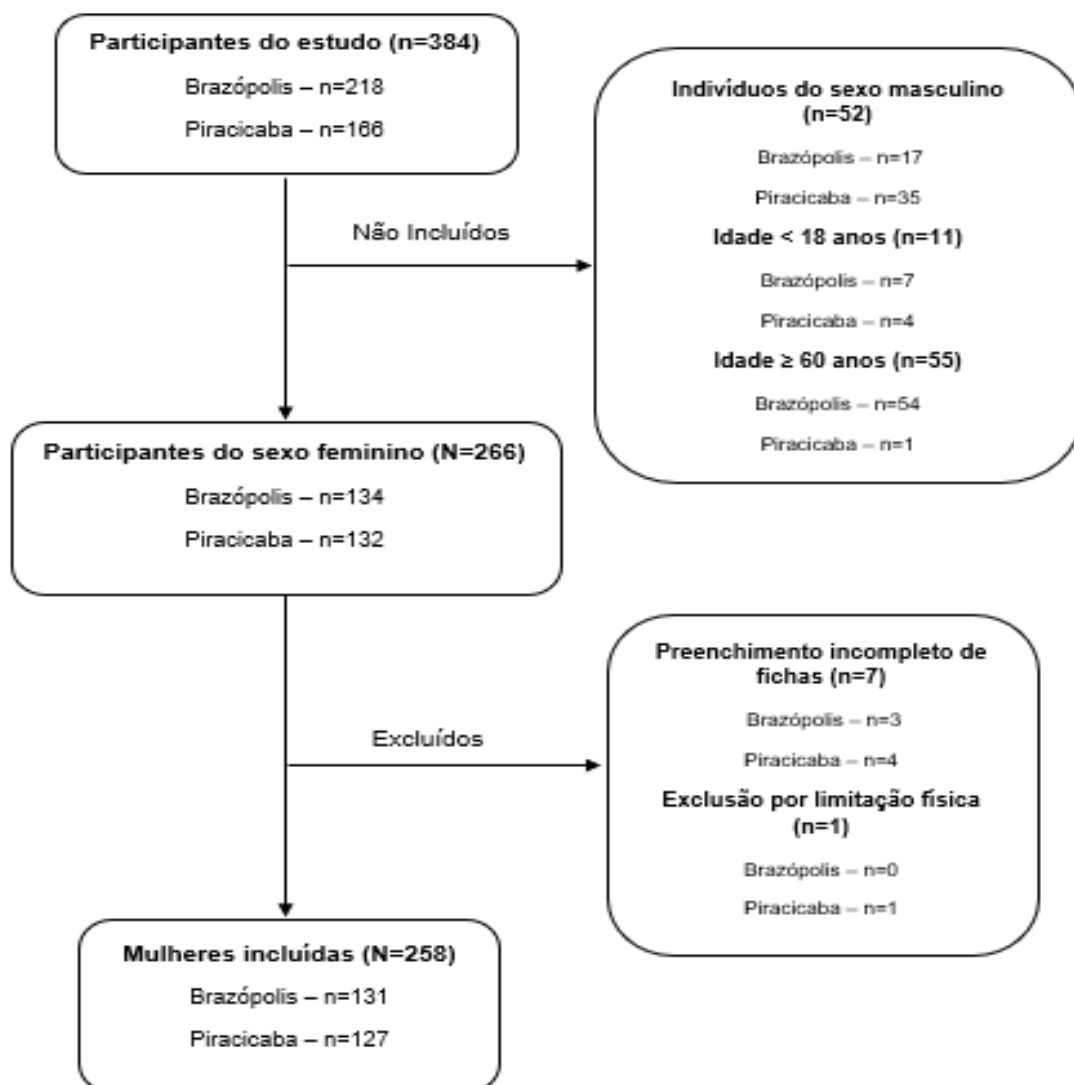 Participantes do estudo (n=384)
Brazópolis – n=218
Piracicaba – n=166
Não Incluídos
Indivíduos do sexo masculino
(n=52)
Brazópolis – n=17
Piracicaba – n=35
Idade < 18 anos (n=11)
Brazópolis – n=7
Piracicaba – n=4
Idade ≥ 60 anos (n=55)
Brazópolis – n=54
Piracicaba – n=1
Participantes do sexo feminino (N=266)
Brazópolis – n=134
Piracicaba – n=132
Excluídos
Preenchimento incompleto de
fichas (n=7)
Brazópolis – n=3
Piracicaba – n=4
Exclusão por limitação física
(n=1)
Brazópolis – n=0
Piracicaba – n=1
Mulheres incluídas (N=258)
Brazópolis – n=131
Piracicaba – n=127